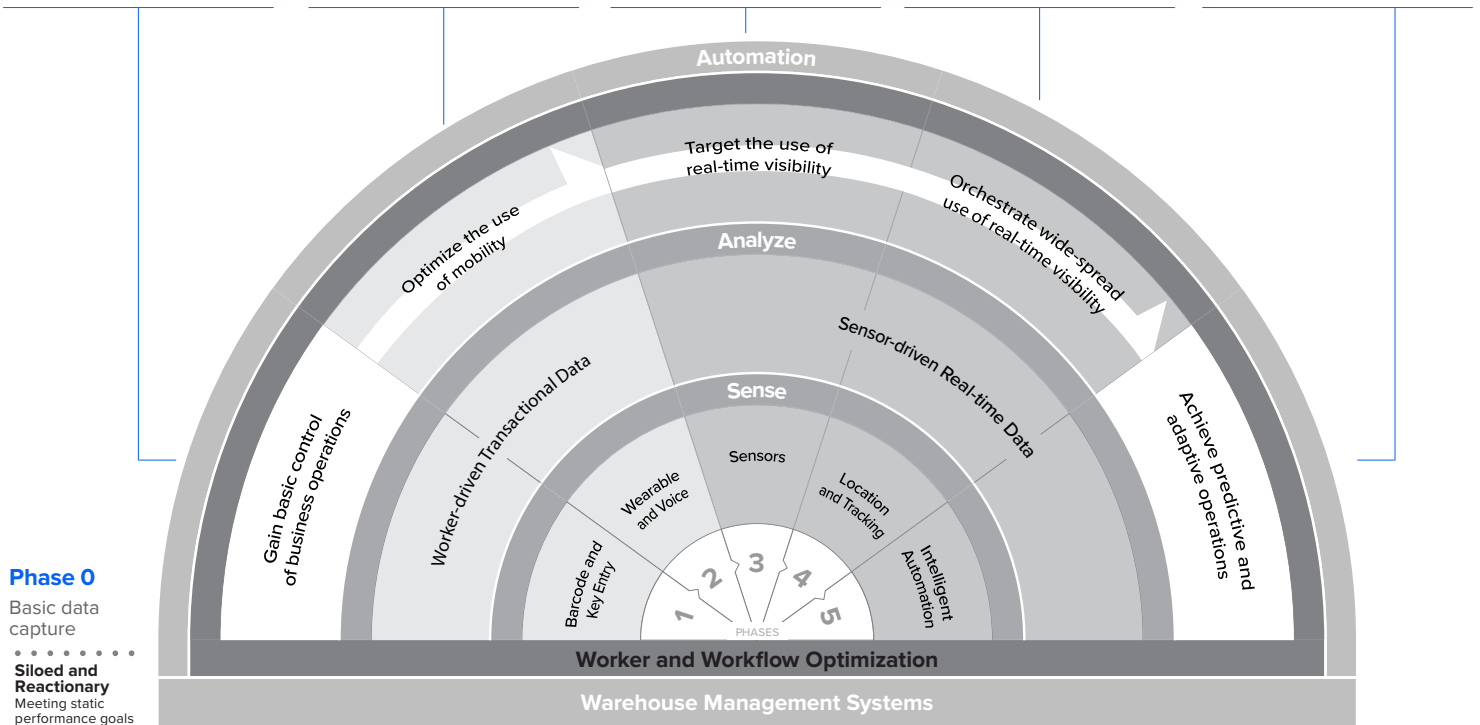 Automation
Target the use of
real-time visibility
Optimize the use
of mobility
Orchestrate wide-spread
use of real-time visibility
Gain basic control
of business operations
Achieve predictive and
adaptive operations
Analyze
Worker-driven Transactional Data
Sensor-driven Real-time Data
Sense
Barcode and
Key Entry
Wearable
and Voice
Sensors
Location
and Tracking
Intelligent
Automation
1
2
3
4
5
PHASES
Worker and Workflow Optimization
Warehouse Management Systems
Phase 0
Basic data
capture
Siloed and
Reactionary
Meeting static
performance goals